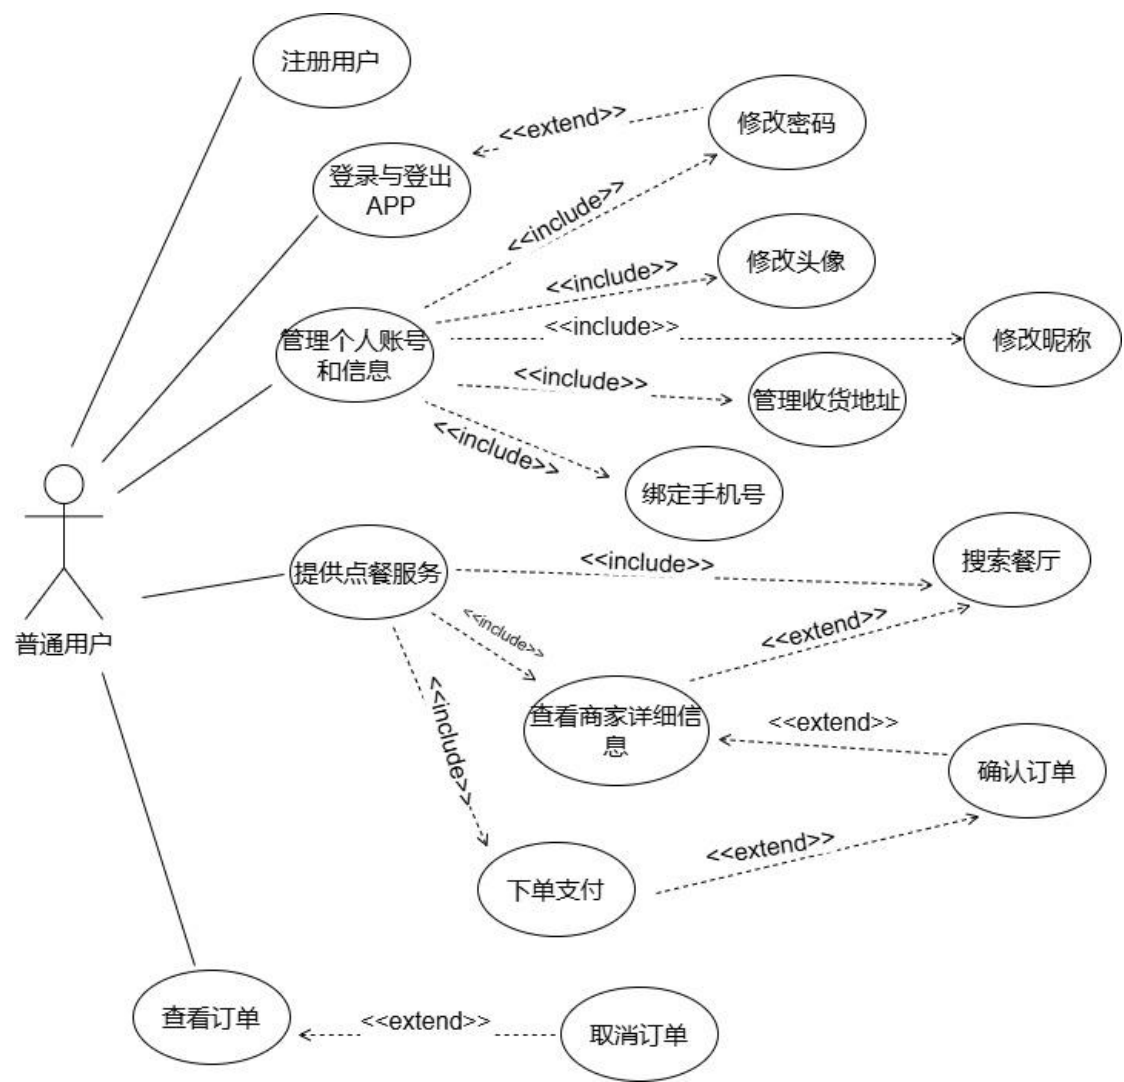 注册用户
<<extend>>
修改密码
登录与登出
APP
<<include>>
<<include>>
修改头像
管理个人账号
和信息
<<include>>
修改昵称
<<include>>
管理收货地址
<<include>>
绑定手机号
普通用户
提供点餐服务
<<include>>
搜索餐厅
<<include>>
<<extend>>
<<include>>
查看商家详细信
息
<<extend>>
确认订单
<<extend>>
下单支付
查看订单
<<extend>>
取消订单